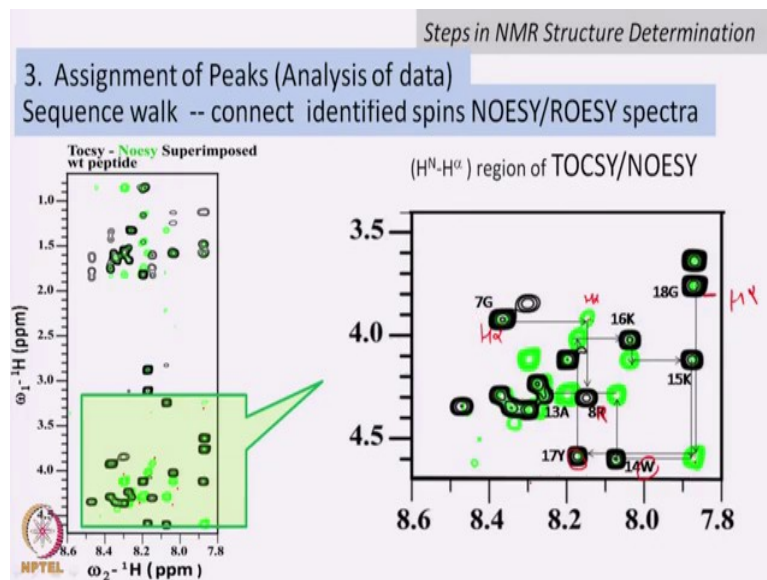 Steps in NMR Structure Determination
3. Assignment of Peaks (Analysis of data)
Sequence walk -- connect identified spins NOESY/ROESY spectra
Tocsy - Noesy Superimposed
wt peptide
1.0
1.5
2.0
2.5
3.0
3.5
4.0
4.5
ω₁-¹H (ppm)
8.6 8.4 8.2 8.0 7.8
ω₂-¹H (ppm)
NPTEL
(Hᴺ-Hᵅ) region of TOCSY/NOESY
3.5
4.0
4.5
7G
18G
16K
15K
13A
8R
17Y
14W
Hα
R
8.6 8.4 8.2 8.0 7.8